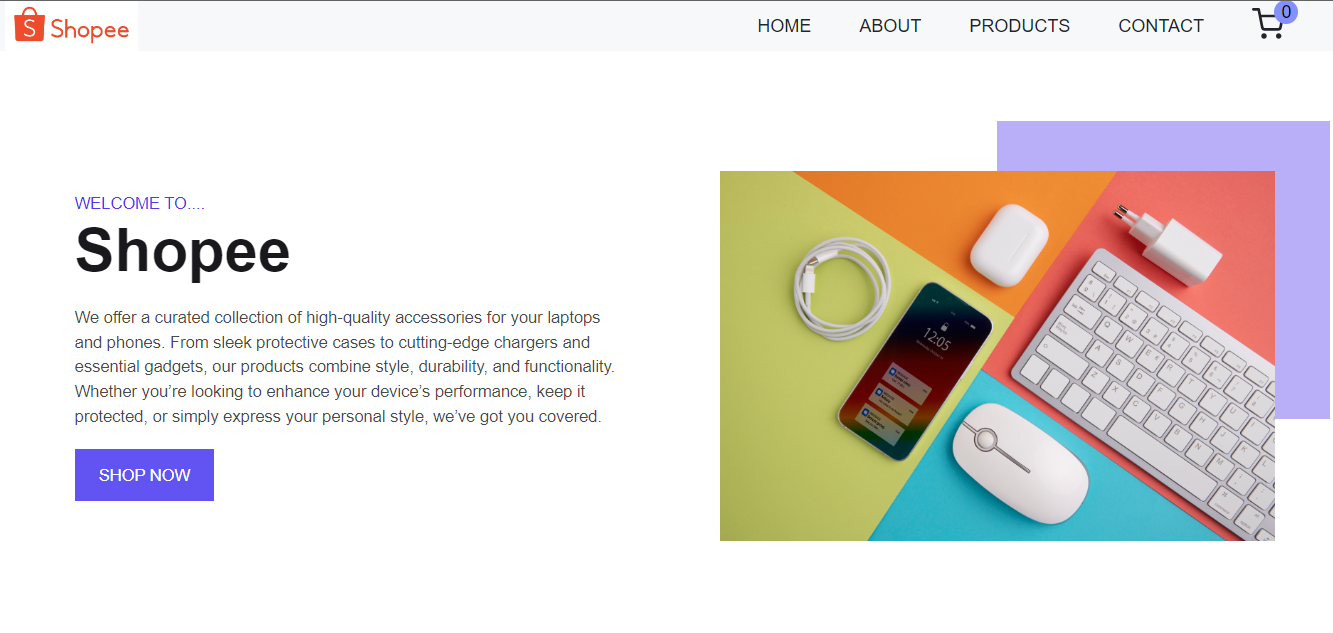 S Shopee
HOME ABOUT PRODUCTS CONTACT 0
WELCOME TO....
Shopee
We offer a curated collection of high-quality accessories for your laptops
and phones. From sleek protective cases to cutting-edge chargers and
essential gadgets, our products combine style, durability, and functionality.
Whether you’re looking to enhance your device’s performance, keep it
protected, or simply express your personal style, we’ve got you covered.
SHOP NOW
12:05